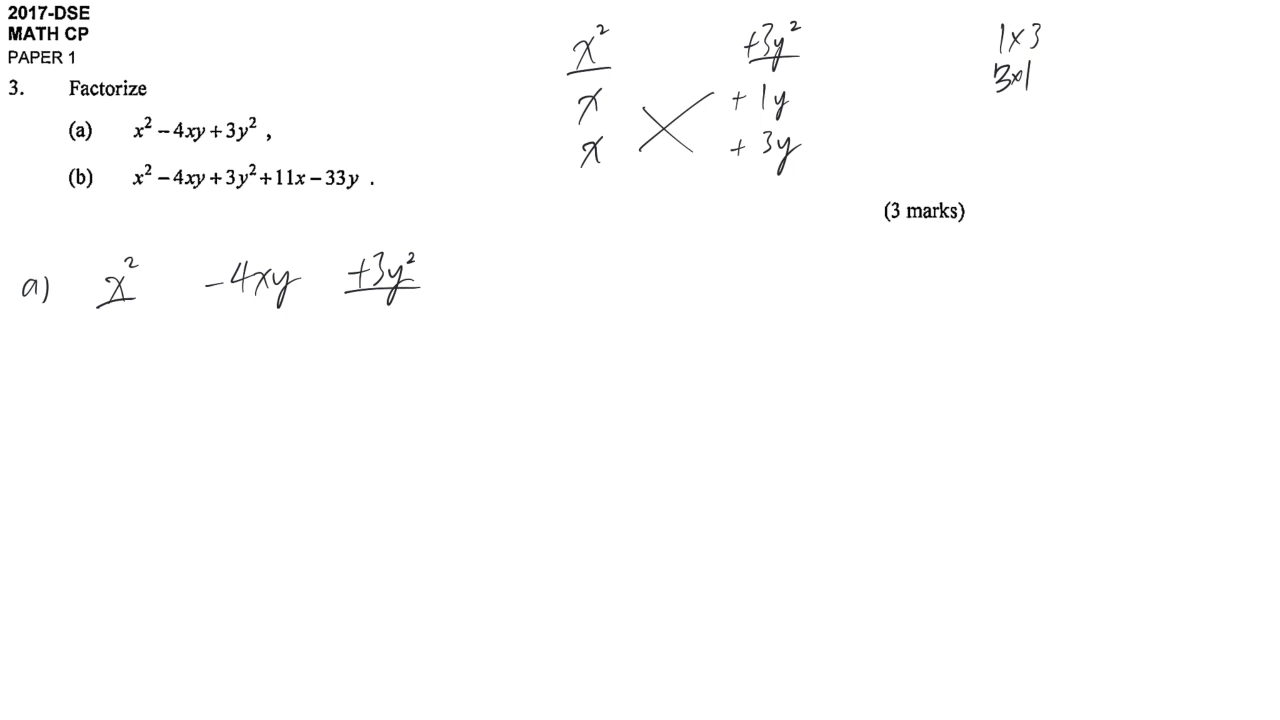 2017-DSE
MATH CP
PAPER 1
3. Factorize
(a) x² − 4xy + 3y² ,
(b) x² − 4xy + 3y² + 11x − 33y .
(3 marks)
x² +3y²
x + 1y
x + 3y
1×3
3×1
a) x² −4xy +3y²